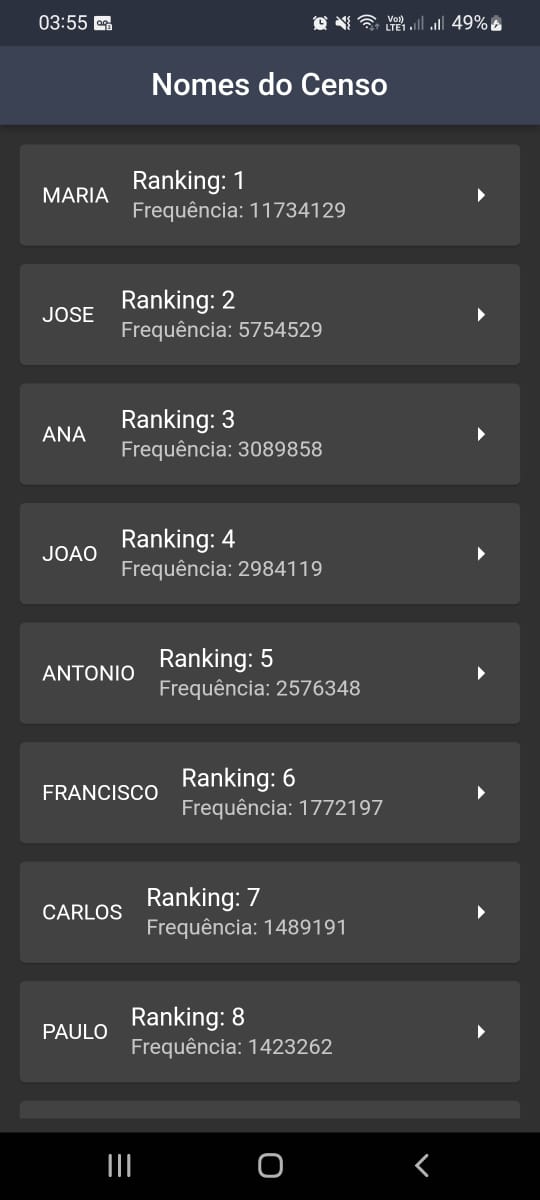 03:55
Vo)) LTE1 49%
Nomes do Censo
MARIA
Ranking: 1
Frequência: 11734129
JOSE
Ranking: 2
Frequência: 5754529
ANA
Ranking: 3
Frequência: 3089858
JOAO
Ranking: 4
Frequência: 2984119
ANTONIO
Ranking: 5
Frequência: 2576348
FRANCISCO
Ranking: 6
Frequência: 1772197
CARLOS
Ranking: 7
Frequência: 1489191
PAULO
Ranking: 8
Frequência: 1423262